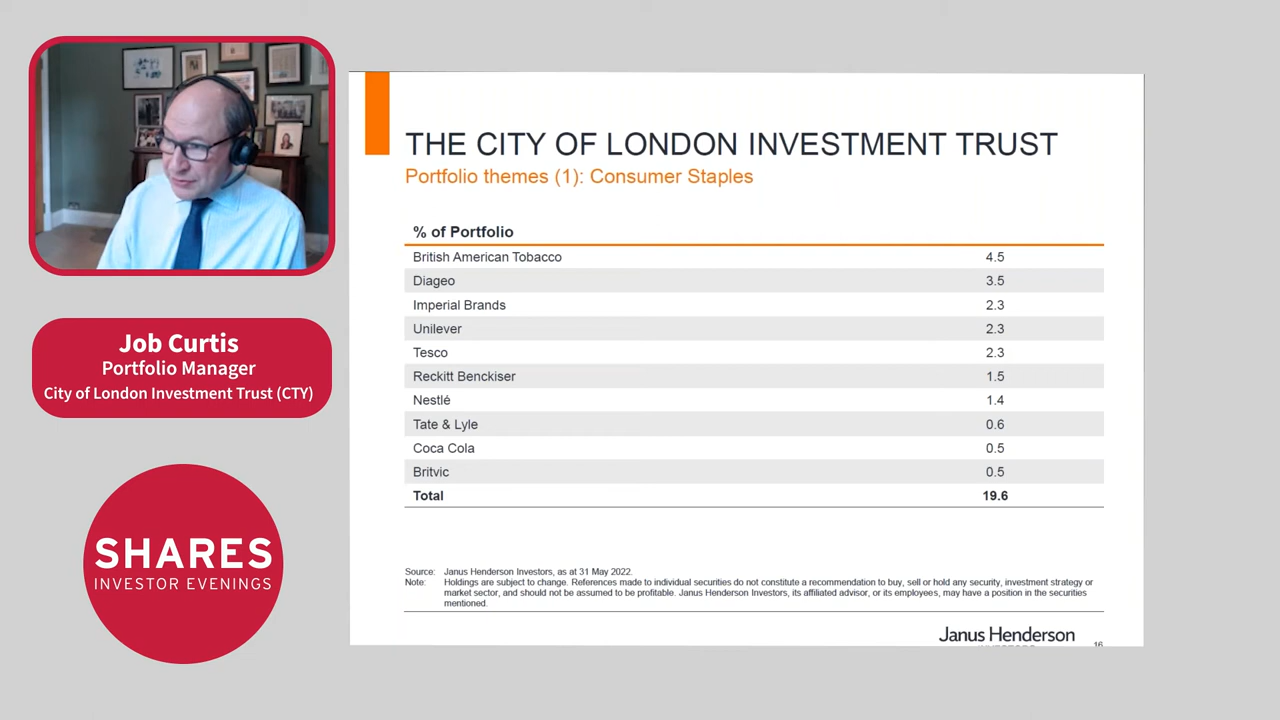 THE CITY OF LONDON INVESTMENT TRUST
Portfolio themes (1): Consumer Staples
% of Portfolio
British American Tobacco 4.5
Diageo 3.5
Imperial Brands 2.3
Unilever 2.3
Tesco 2.3
Reckitt Benckiser 1.5
Nestlé 1.4
Tate & Lyle 0.6
Coca Cola 0.5
Britvic 0.5
Total 19.6
Source: Janus Henderson Investors, as at 31 May 2022.
Note: Holdings are subject to change. References made to individual securities do not constitute a recommendation to buy, sell or hold any security, investment strategy or
market sector, and should not be assumed to be profitable. Janus Henderson Investors, its affiliated advisor, or its employees, may have a position in the securities
mentioned.
Janus Henderson
16
Job Curtis
Portfolio Manager
City of London Investment Trust (CTY)
SHARES
INVESTOR EVENINGS